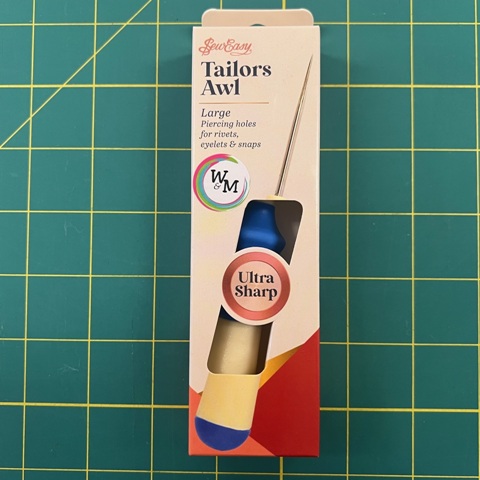 SewEasy
Tailors
Awl
Large
Piercing holes
for rivets,
eyelets & snaps
W
&
M
Ultra
Sharp